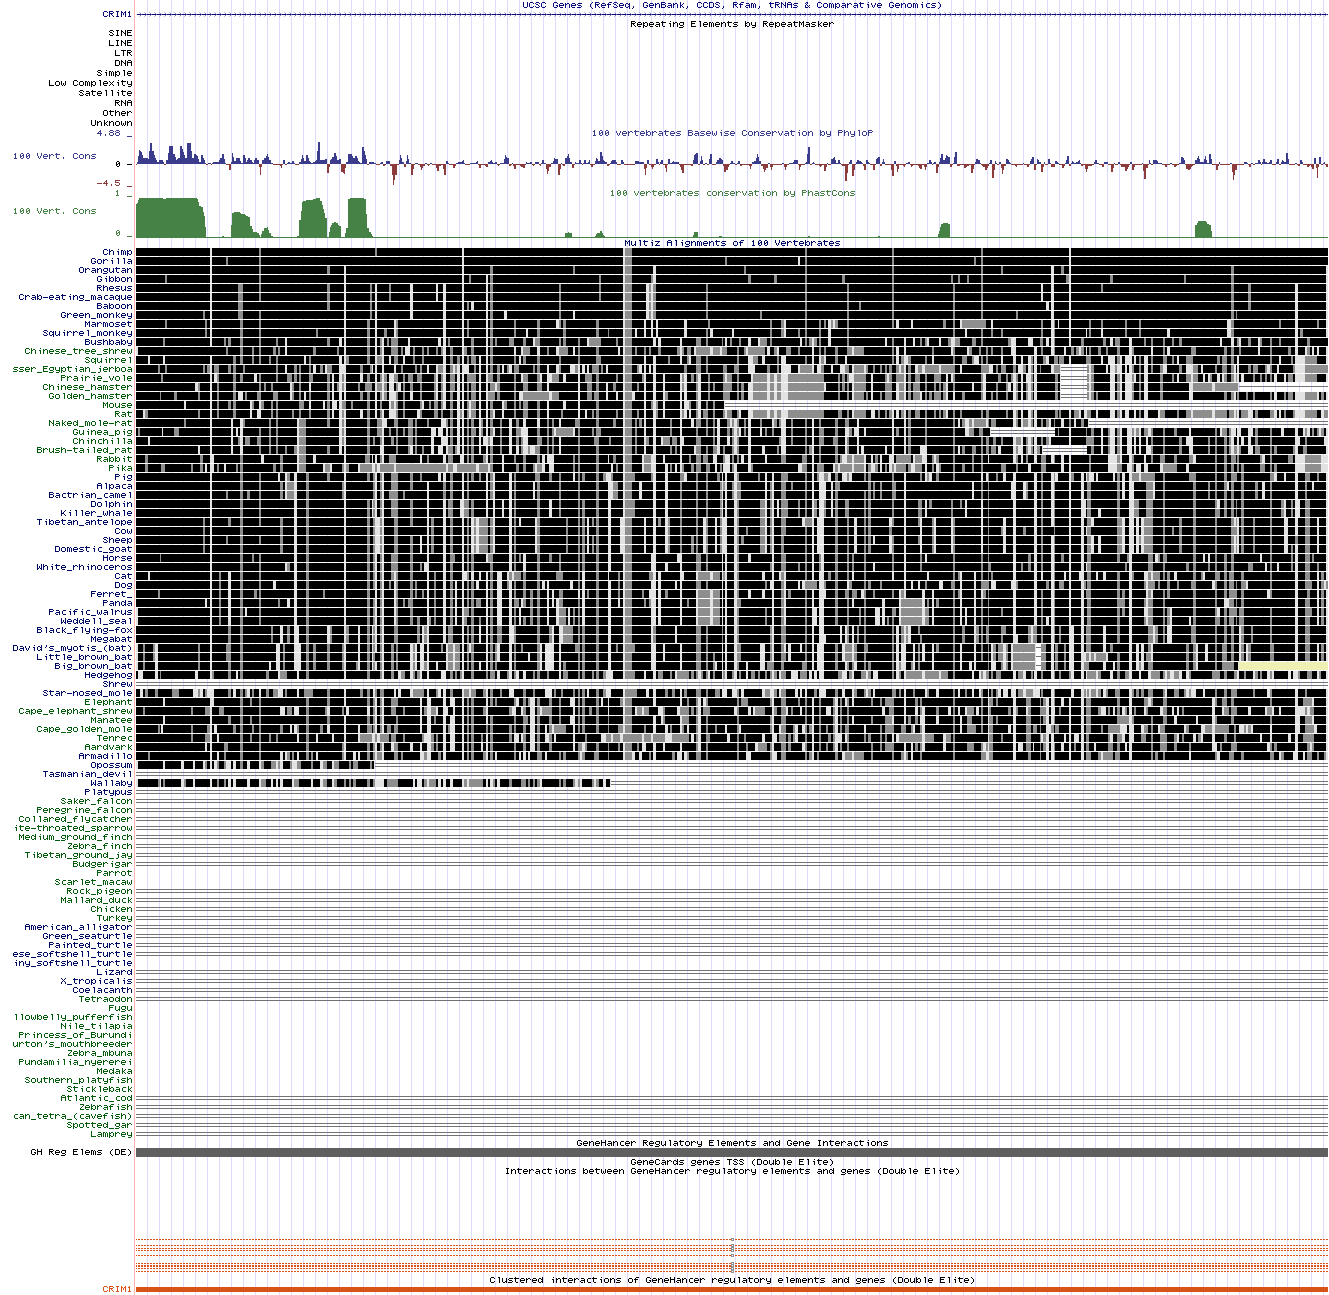 UCSC Genes (RefSeq, GenBank, CCDS, Rfam, tRNAs & Comparative Genomics)
CRIM1
Repeating Elements by RepeatMasker
SINE
LINE
LTR
DNA
Simple
Low Complexity
Satellite
RNA
Other
Unknown
4.88 _
100 vertebrates Basewise Conservation by PhyloP
100 Vert. Cons
0 _
-4.5 _
1 _
100 vertebrates conservation by PhastCons
100 Vert. Cons
0 _
Multiz Alignments of 100 Vertebrates
Chimp
Gorilla
Orangutan
Gibbon
Rhesus
Crab-eating_macaque
Baboon
Green_monkey
Marmoset
Squirrel_monkey
Bushbaby
Chinese_tree_shrew
Squirrel
sser_Egyptian_jerboa
Prairie_vole
Chinese_hamster
Golden_hamster
Mouse
Rat
Naked_mole-rat
Guinea_pig
Chinchilla
Brush-tailed_rat
Rabbit
Pika
Pig
Alpaca
Bactrian_camel
Dolphin
Killer_whale
Tibetan_antelope
Cow
Sheep
Domestic_goat
Horse
White_rhinoceros
Cat
Dog
Ferret_
Panda
Pacific_walrus
Weddell_seal
Black_flying-fox
Megabat
David's_myotis_(bat)
Little_brown_bat
Big_brown_bat
Hedgehog
Shrew
Star-nosed_mole
Elephant
Cape_elephant_shrew
Manatee
Cape_golden_mole
Tenrec
Aardvark
Armadillo
Opossum
Tasmanian_devil
Wallaby
Platypus
Saker_falcon
Peregrine_falcon
Collared_flycatcher
ite-throated_sparrow
Medium_ground_finch
Zebra_finch
Tibetan_ground_jay
Budgerigar
Parrot
Scarlet_macaw
Rock_pigeon
Mallard_duck
Chicken
Turkey
American_alligator
Green_seaturtle
Painted_turtle
ese_softshell_turtle
iny_softshell_turtle
Lizard
X_tropicalis
Coelacanth
Tetraodon
Fugu
llowbelly_pufferfish
Nile_tilapia
Princess_of_Burundi
urton's_mouthbreeder
Zebra_mbuna
Pundamilia_nyererei
Medaka
Southern_platyfish
Stickleback
Atlantic_cod
Zebrafish
can_tetra_(cavefish)
Spotted_gar
Lamprey
GeneHancer Regulatory Elements and Gene Interactions
GH Reg Elems (DE)
GeneCards genes TSS (Double Elite)
Interactions between GeneHancer regulatory elements and genes (Double Elite)
Clustered interactions of GeneHancer regulatory elements and genes (Double Elite)
CRIM1